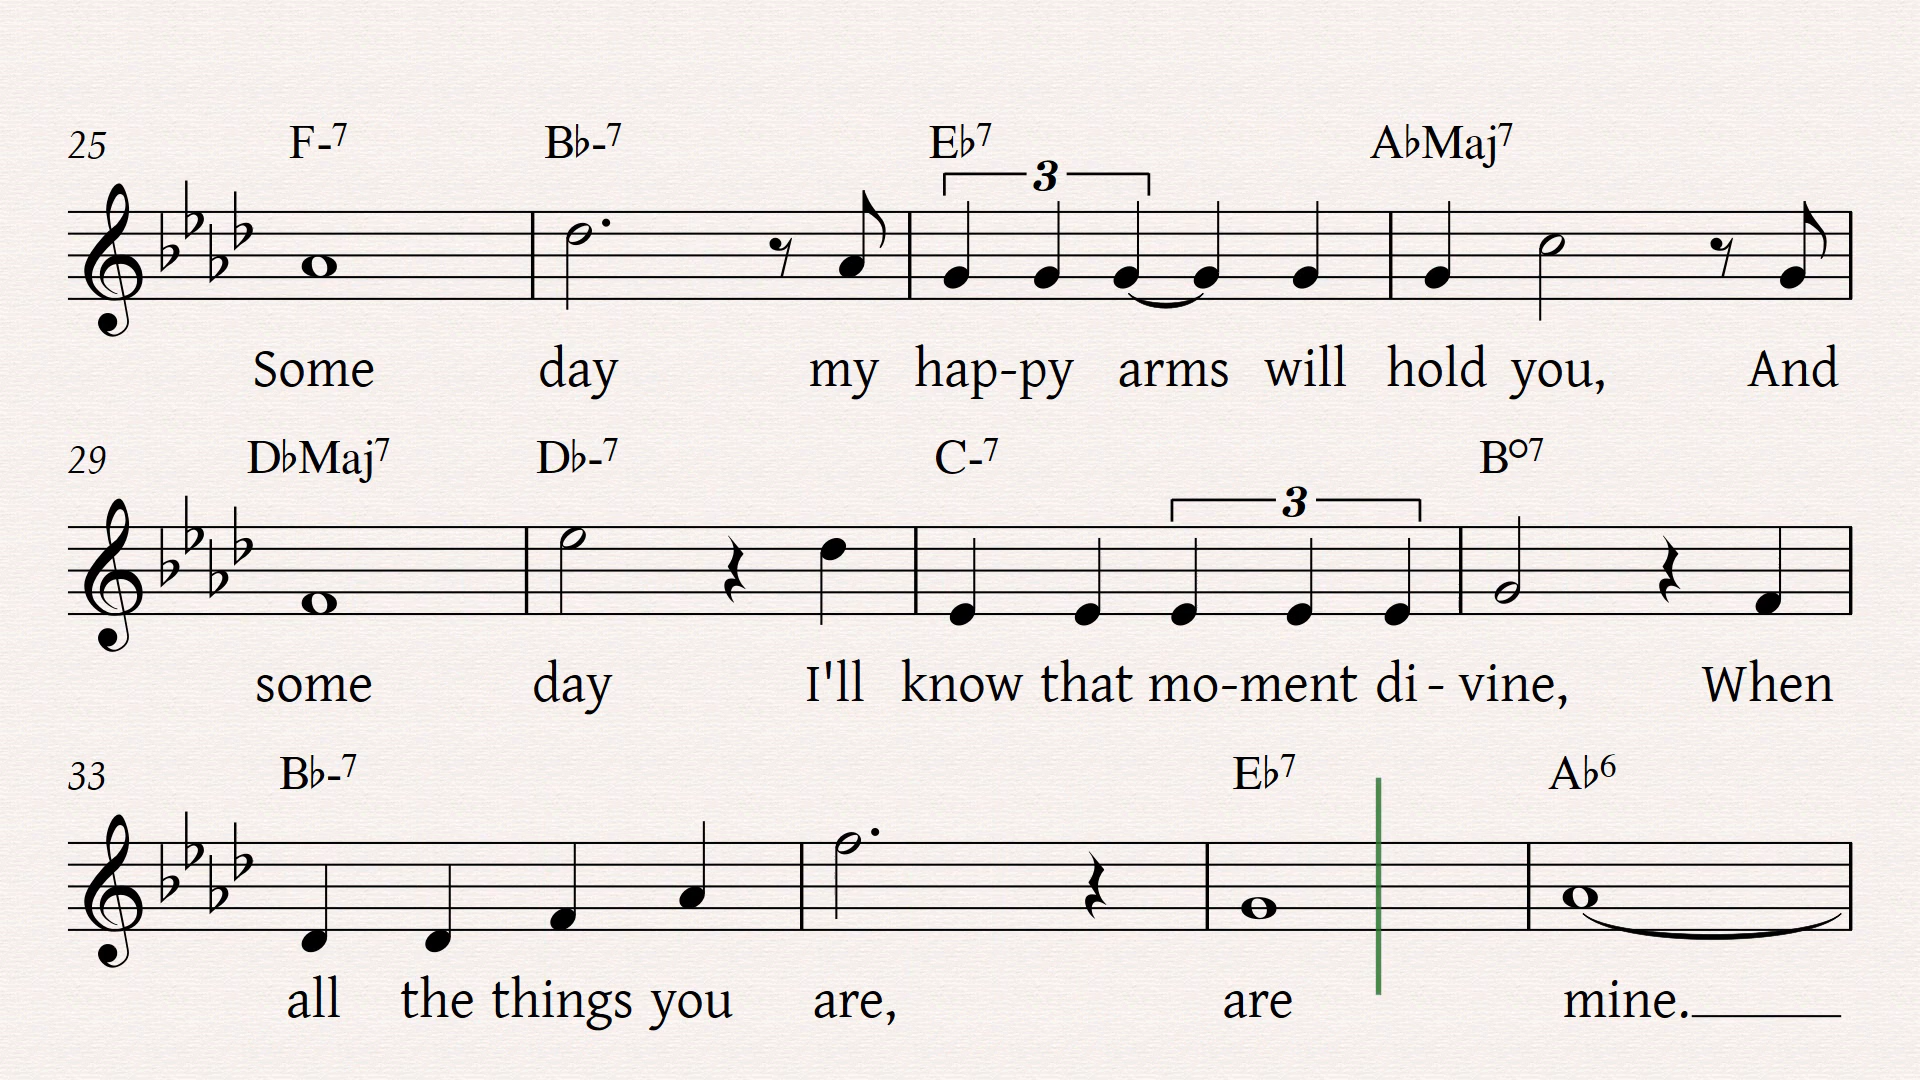 25 F-7 B♭-7 E♭7 A♭Maj7
3
Some day my hap-py arms will hold you, And
29 D♭Maj7 D♭-7 C-7 B°7
3
some day I'll know that mo-ment di - vine, When
33 B♭-7 E♭7 A♭6
all the things you are, are mine.